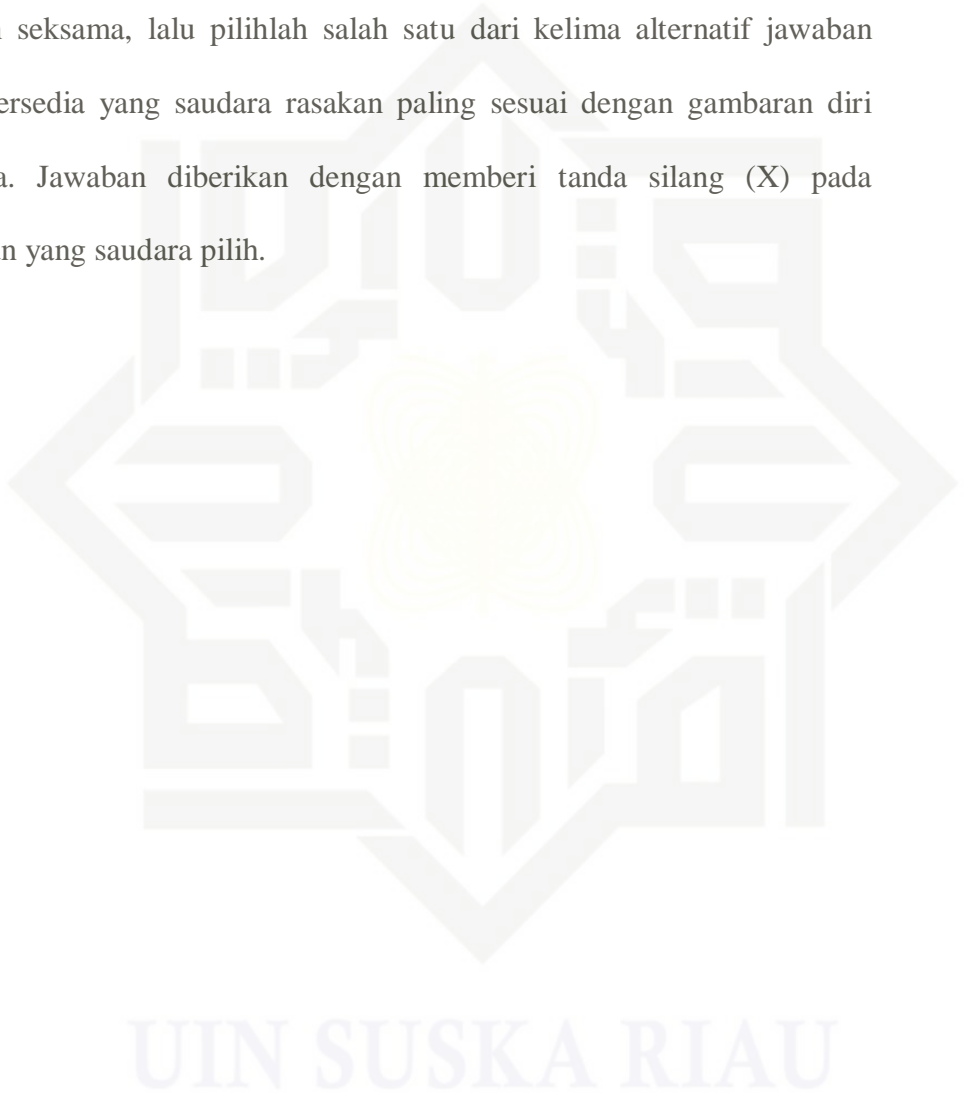 seksama, lalu pilihlah salah satu dari kelima alternatif jawaban
ersedia yang saudara rasakan paling sesuai dengan gambaran diri
a. Jawaban diberikan dengan memberi tanda silang (X) pada
n yang saudara pilih.
UIN SUSKA RIAU